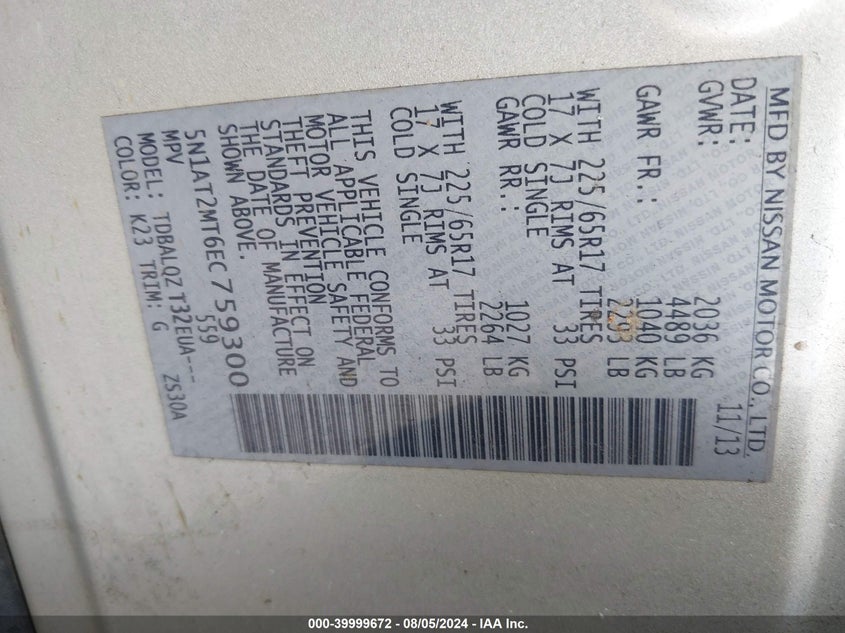 MFD BY NISSAN MOTOR CO., LTD.
DATE: 11/13
GVWR: 2036 KG
4489 LB
GAWR FR.: 1040 KG
2293 LB
WITH 225/65R17 TIRES
17 X 7J RIMS AT 33 PSI
COLD SINGLE
GAWR RR.: 1027 KG
2264 LB
WITH 225/65R17 TIRES
17 X 7J RIMS AT 33 PSI
COLD SINGLE
THIS VEHICLE CONFORMS TO
ALL APPLICABLE FEDERAL
MOTOR VEHICLE SAFETY AND
THEFT PREVENTION
STANDARDS IN EFFECT ON
THE DATE OF MANUFACTURE
SHOWN ABOVE.
5N1AT2MT6EC759300
MPV 559
MODEL: TDBALQZ T32EUA---
COLOR: K23 TRIM: G ZS30A
000-39999672 - 08/05/2024 - IAA Inc.